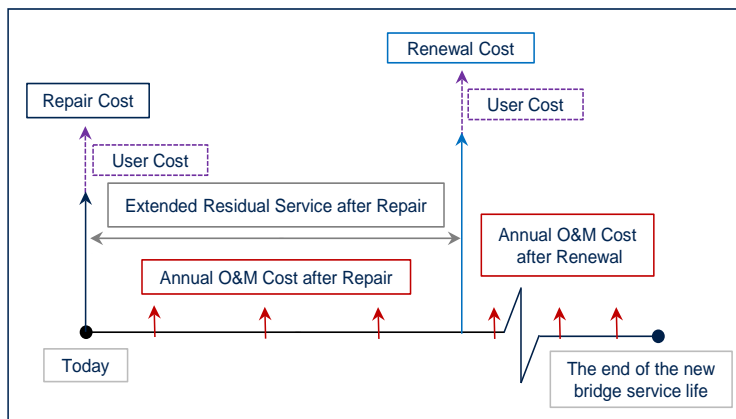 Renewal Cost
Repair Cost
User Cost
User Cost
Extended Residual Service after Repair
Annual O&M Cost
after Renewal
Annual O&M Cost after Repair
Today
The end of the new
bridge service life